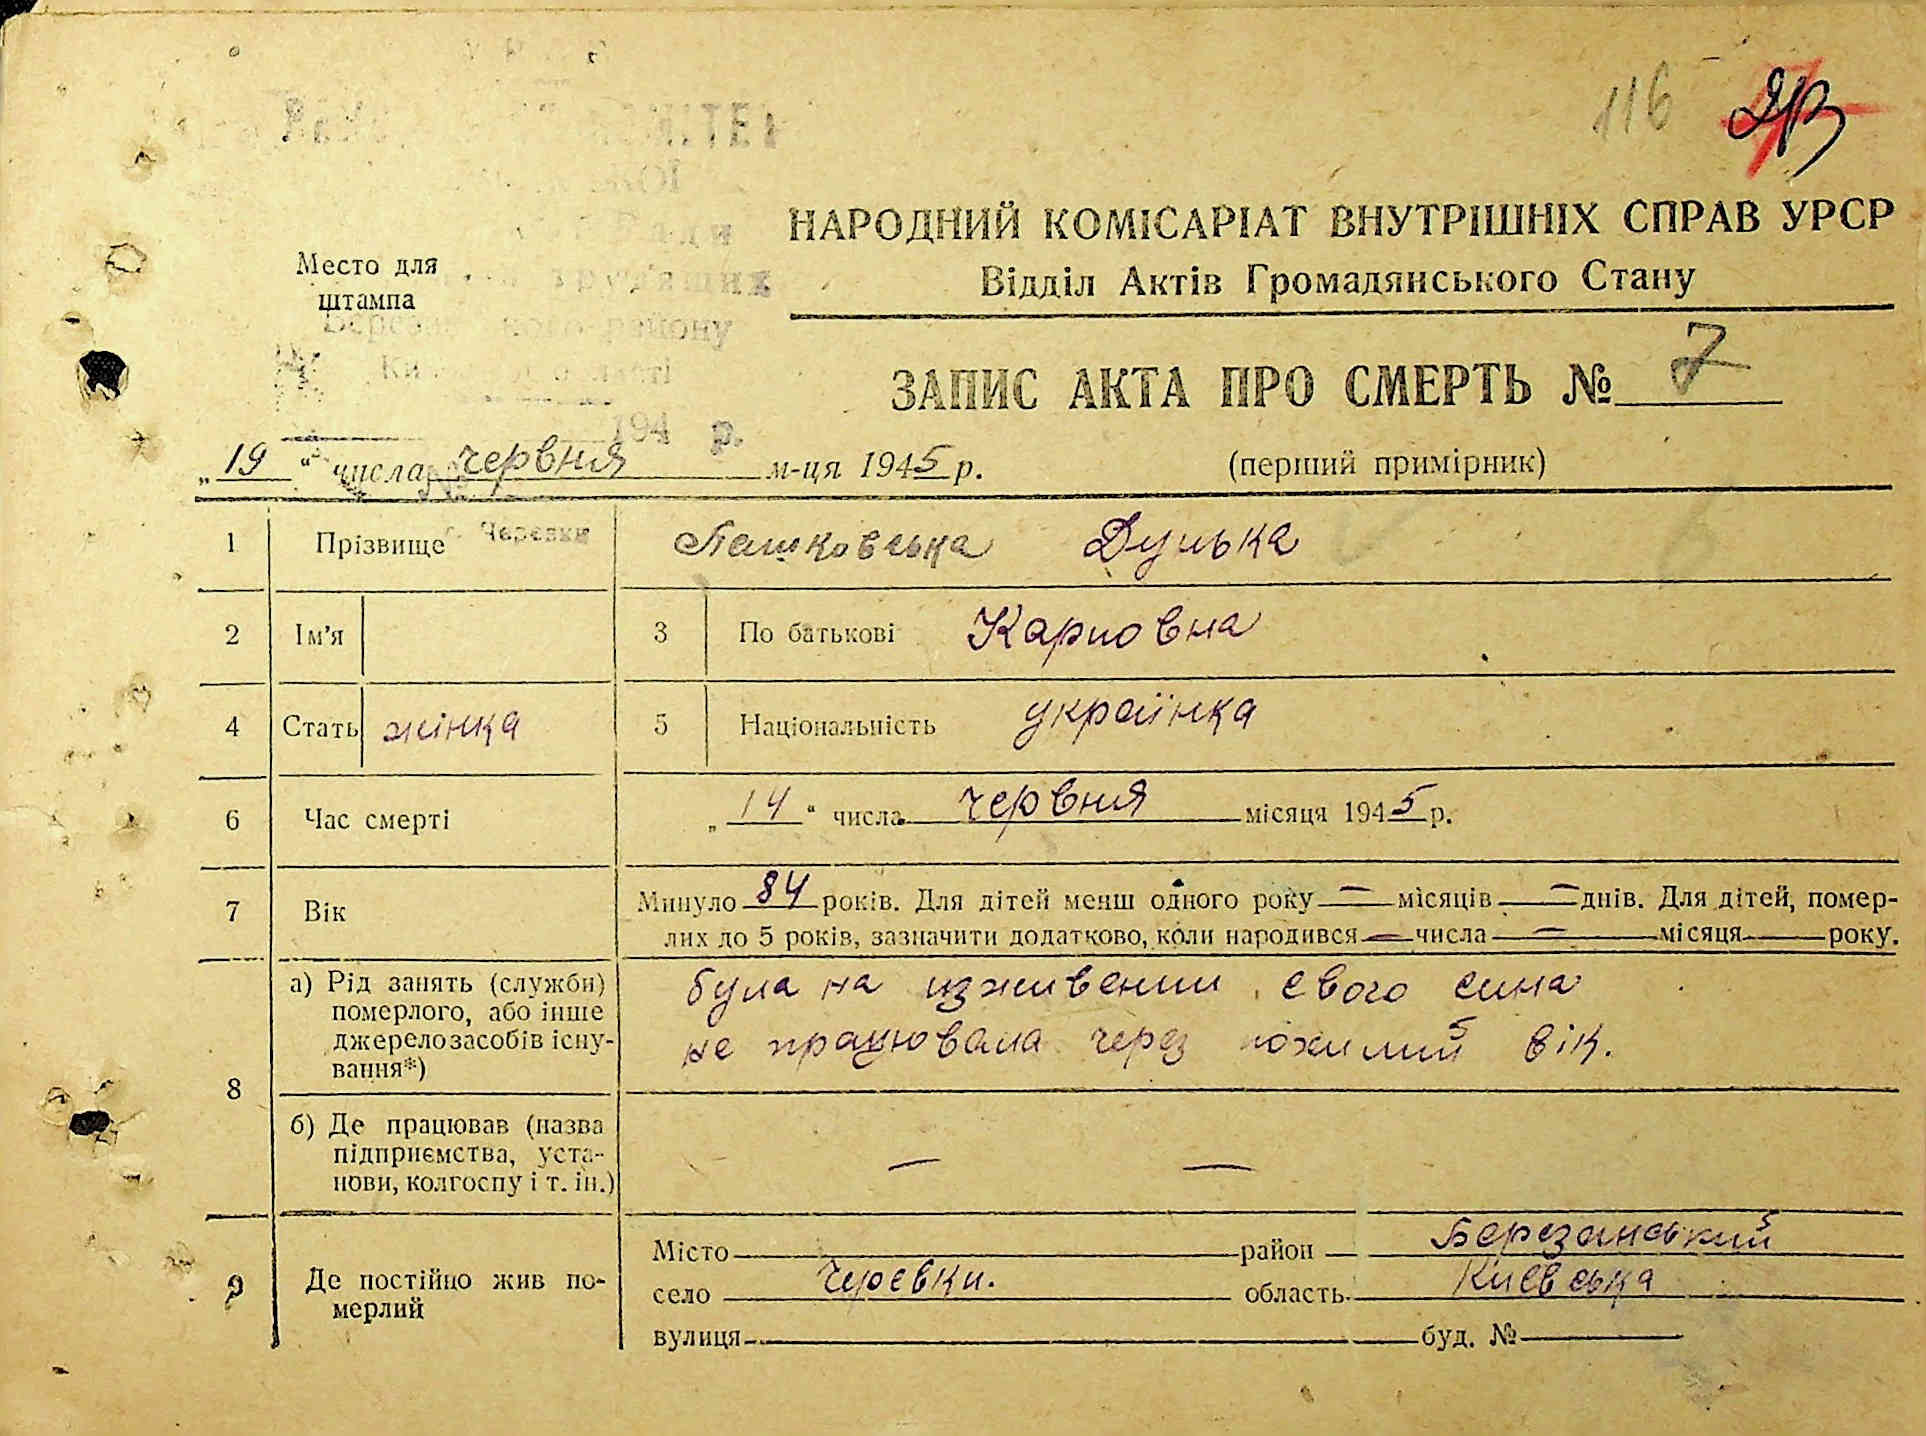 116
НАРОДНИЙ КОМІСАРІАТ ВНУТРІШНІХ СПРАВ УРСР
Відділ Актів Громадянського Стану
Место для
штампа
району
194 р.
ЗАПИС АКТА ПРО СМЕРТЬ № 7
„19“ числа червня м-ця 1945 р.
(перший примірник)
с. Черевки
1 Прізвище Пашковська Дунька
2 Ім'я 3 По батькові Карповна
4 Стать жінка 5 Національність українка
6 Час смерті „14“ числа червня місяця 1945 р.
7 Вік Минуло 84 років. Для дітей менш одного року — місяців — днів. Для дітей, помер-
лих до 5 років, зазначити додатково, коли народився — числа — місяця року.
8
а) Рід занять (служби)
померлого, або інше
джерело засобів існу-
вання*)
була на изживении свого сина
не працювала через похилий вік.
б) Де працював (назва
підприємства, уста-
нови, колгоспу і т. ін.)
— —
9 Де постійно жив по-
мерлий
Місто район Березанський
село Черевки. область Киевська
вулиця буд. №